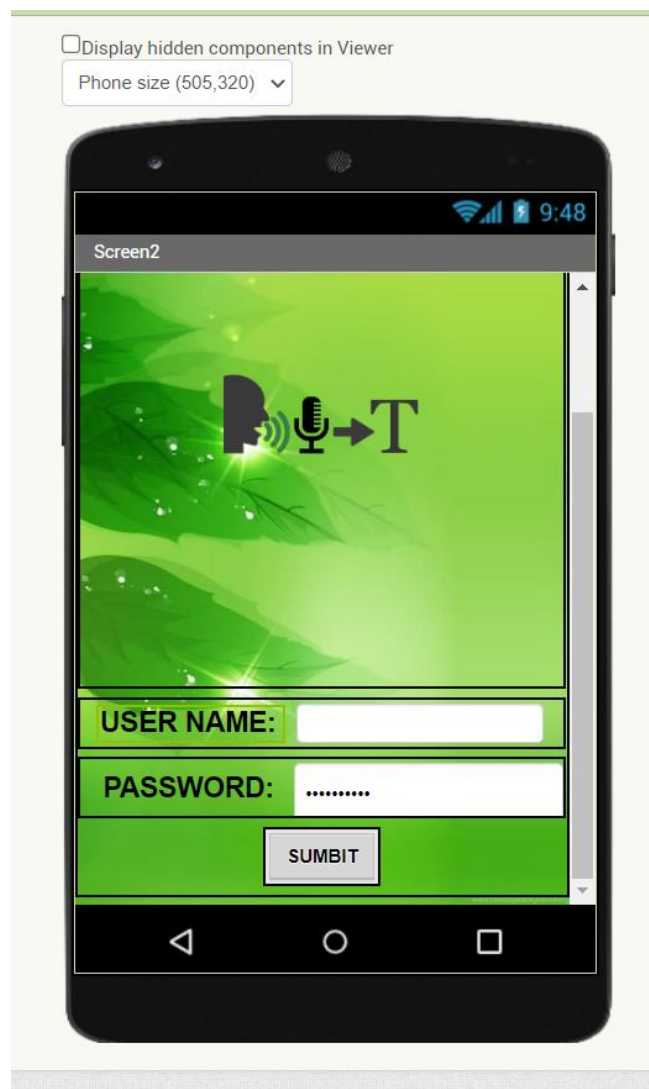 Display hidden components in Viewer
Phone size (505,320)
9:48
Screen2
T
USER NAME:
PASSWORD: ··········
SUMBIT